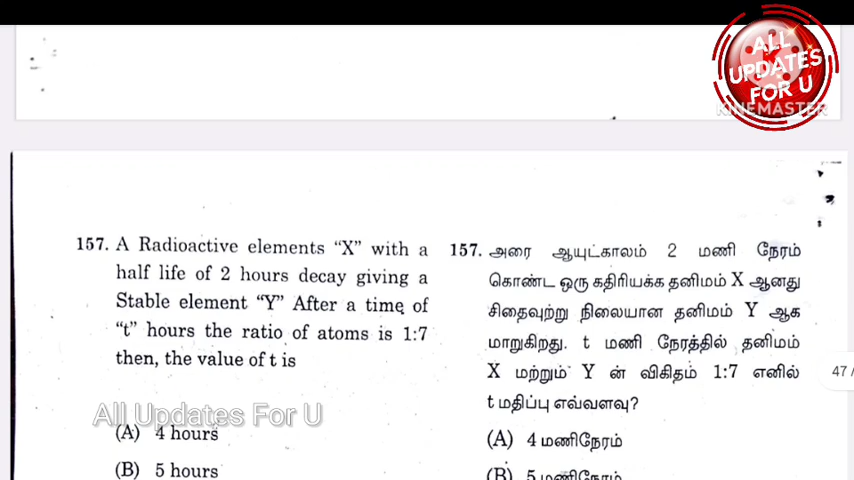 ALL
UPDATES
FOR U
KINEMASTER
157. A Radioactive elements “X” with a
half life of 2 hours decay giving a
Stable element “Y” After a time of
“t” hours the ratio of atoms is 1:7
then, the value of t is
All Updates For U
(A) 4 hours
(B) 5 hours
157. அரை ஆயுட்காலம் 2 மணி நேரம்
கொண்ட ஒரு கதிரியக்க தனிமம் X ஆனது
சிதைவுற்று நிலையான தனிமம் Y ஆக
மாறுகிறது. t மணி நேரத்தில் தனிமம்
X மற்றும் Y ன் விகிதம் 1:7 எனில்
t மதிப்பு எவ்வளவு?
(A) 4 மணிநேரம்
(B) 5 மணிநேரம்
47 /